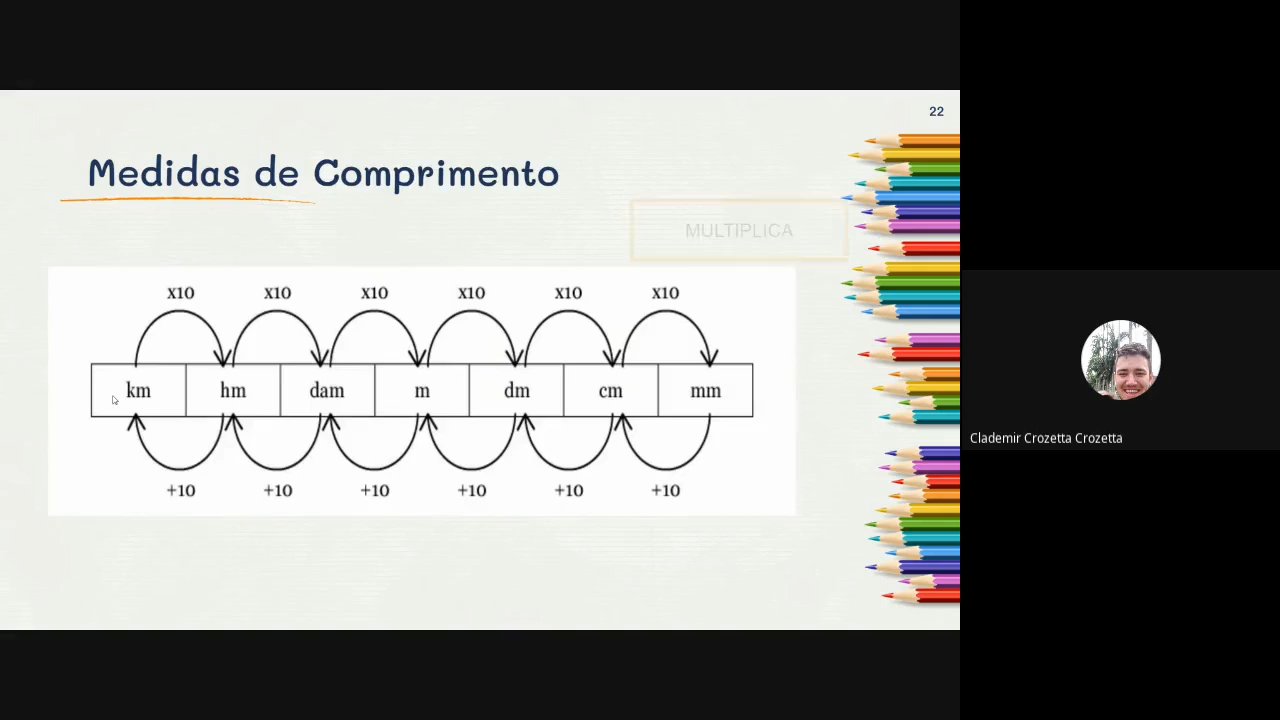 22
Medidas de Comprimento
MULTIPLICA
x10 x10 x10 x10 x10 x10
km hm dam m dm cm mm
+10 +10 +10 +10 +10 +10
Clademir Crozetta Crozetta